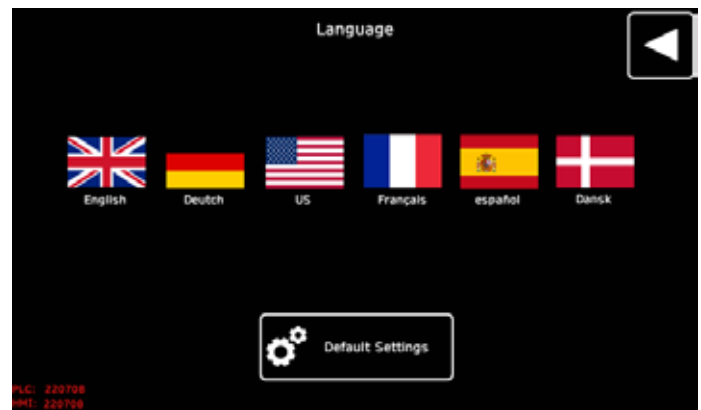 Language
English
Deutch
US
Français
español
Dansk
Default Settings
PLC: 220708
HMI: 220708